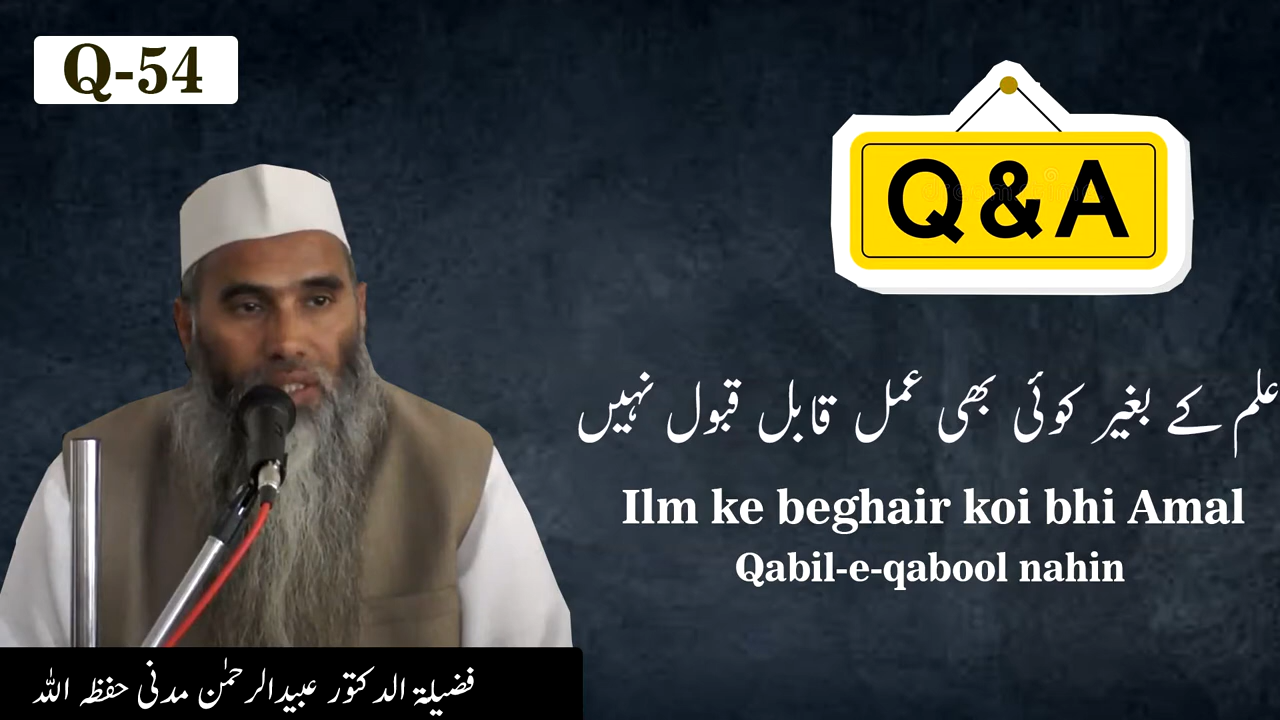 Q-54
Q&A
علم کے بغیر کوئی بھی عمل قابل قبول نہیں
Ilm ke beghair koi bhi Amal
Qabil-e-qabool nahin
فضیلۃ الدکتور عبیدالرحمٰن مدنی حفظہ اللہ